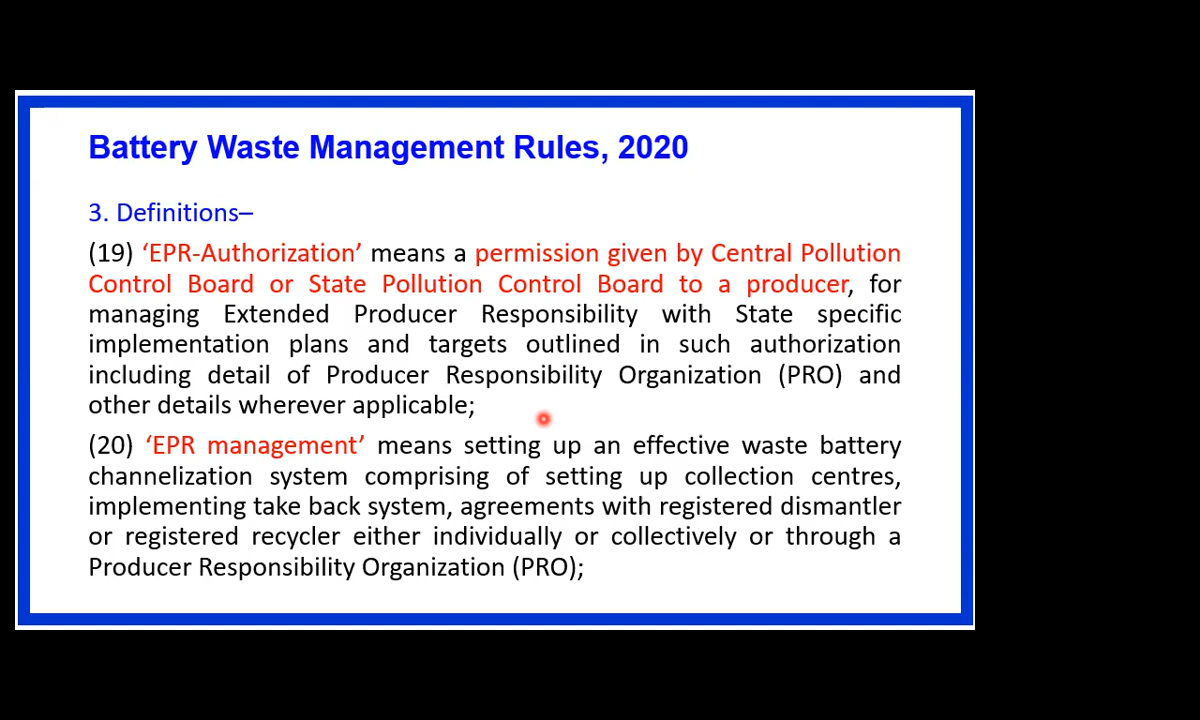 Battery Waste Management Rules, 2020
3. Definitions–
(19) ‘EPR-Authorization’ means a permission given by Central Pollution
Control Board or State Pollution Control Board to a producer, for
managing Extended Producer Responsibility with State specific
implementation plans and targets outlined in such authorization
including detail of Producer Responsibility Organization (PRO) and
other details wherever applicable;
(20) ‘EPR management’ means setting up an effective waste battery
channelization system comprising of setting up collection centres,
implementing take back system, agreements with registered dismantler
or registered recycler either individually or collectively or through a
Producer Responsibility Organization (PRO);